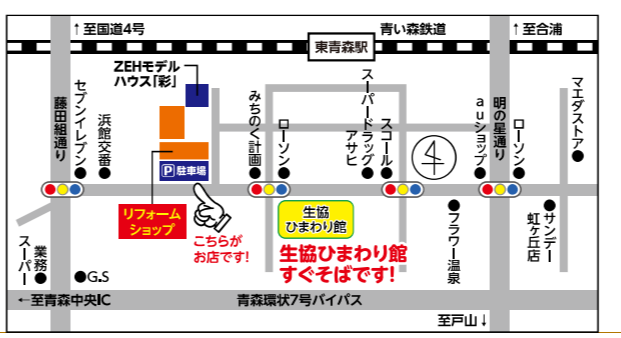 ↑至国道4号
青い森鉄道
↑至合浦
東青森駅
ZEHモデル
ハウス「彩」
藤田組通り
セブンイレブン
浜館交番
P 駐車場
みちのく計画
ローソン
スーパードラッグ
アサヒ
スコール
auショップ
明の星通り
ローソン
マエダストア
リフォーム
ショップ
こちらが
お店です!
生協
ひまわり館
生協ひまわり館
すぐそばです!
フラワー温泉
サンデー
虹ヶ丘店
業務
スーパー
G.S
←至青森中央IC
青森環状7号バイパス
至戸山↓